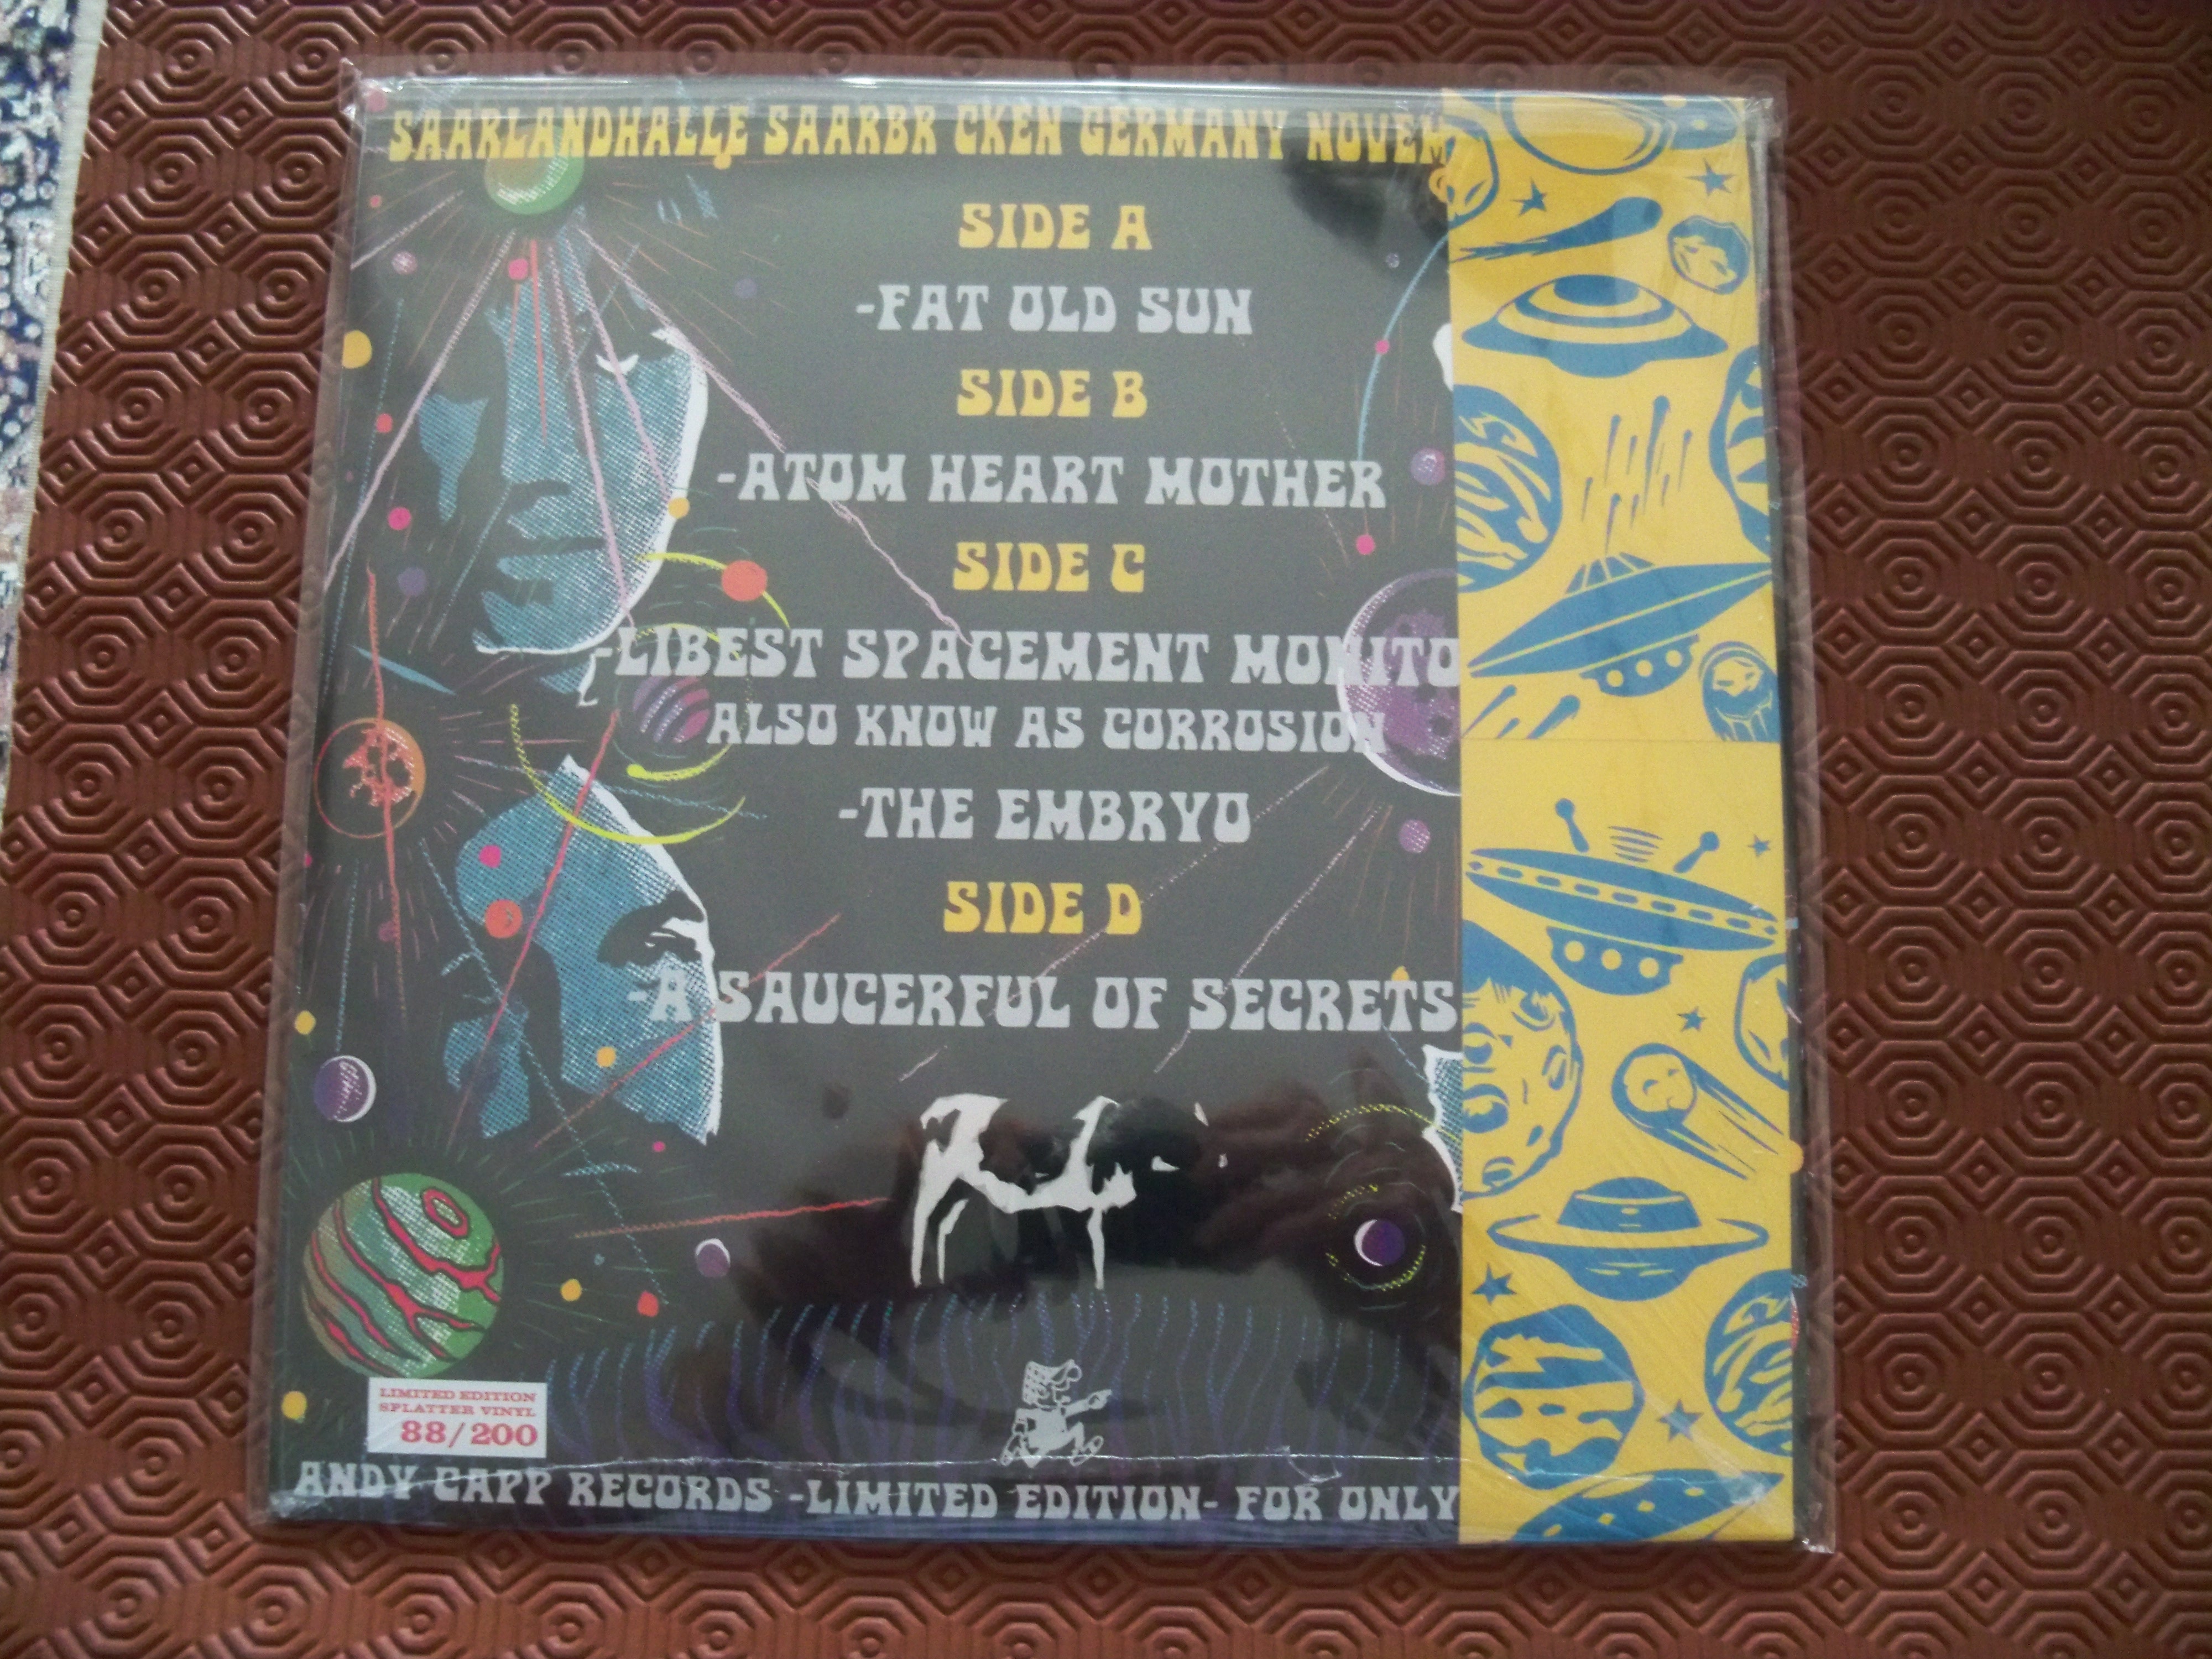 SAARLANDHALLE SAARBR CKEN GERMANY NOVEM
SIDE A
-FAT OLD SUN
SIDE B
-ATOM HEART MOTHER
SIDE C
-LIBEST SPACEMENT MONITO
ALSO KNOW AS CORROSION
-THE EMBRYO
SIDE D
-A SAUCERFUL OF SECRETS
LIMITED EDITION
SPLATTER VINYL
88/200
ANDY CAPP RECORDS -LIMITED EDITION- FOR ONLY